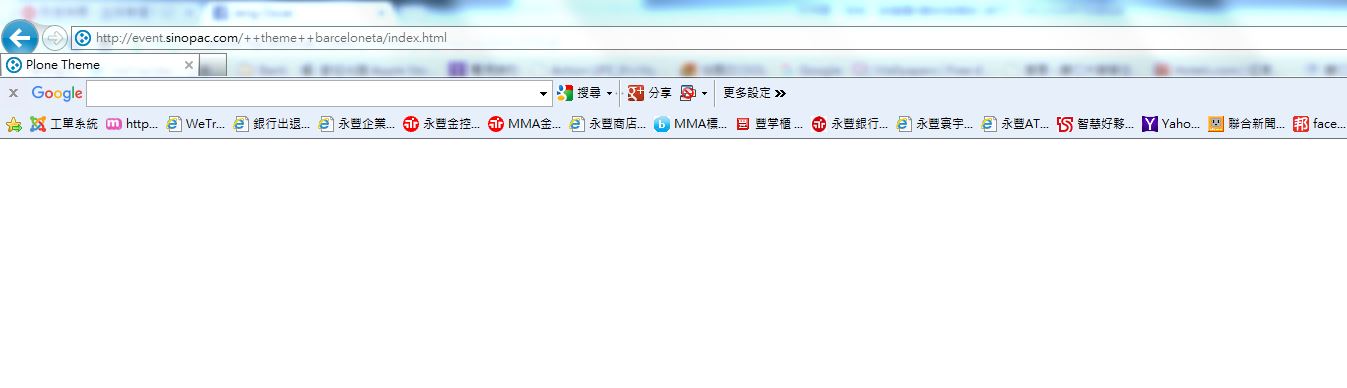 http://event.sinopac.com/++theme++barceloneta/index.html
Plone Theme
Google 搜尋 分享 更多設定
工單系統 http... WeTr... 銀行出退... 永豐企業... 永豐金控... MMA金... 永豐商店... MMA標... 豐掌櫃 ... 永豐銀行... 永豐寰宇... 永豐AT... 智慧好夥... Yaho... 聯合新聞... face...